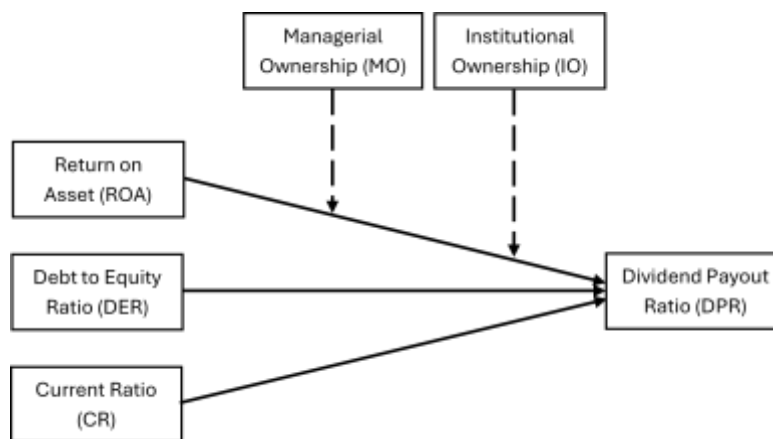 Managerial
Ownership (MO)
Institutional
Ownership (IO)
Return on
Asset (ROA)
Debt to Equity
Ratio (DER)
Dividend Payout
Ratio (DPR)
Current Ratio
(CR)